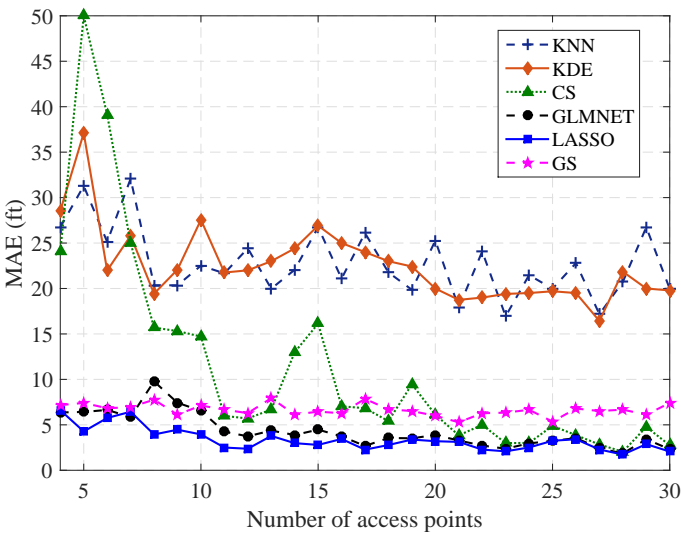 50
45
40
35
30
25
20
15
10
5
0
MAE (ft)
KNN
KDE
CS
GLMNET
LASSO
GS
5 10 15 20 25 30
Number of access points